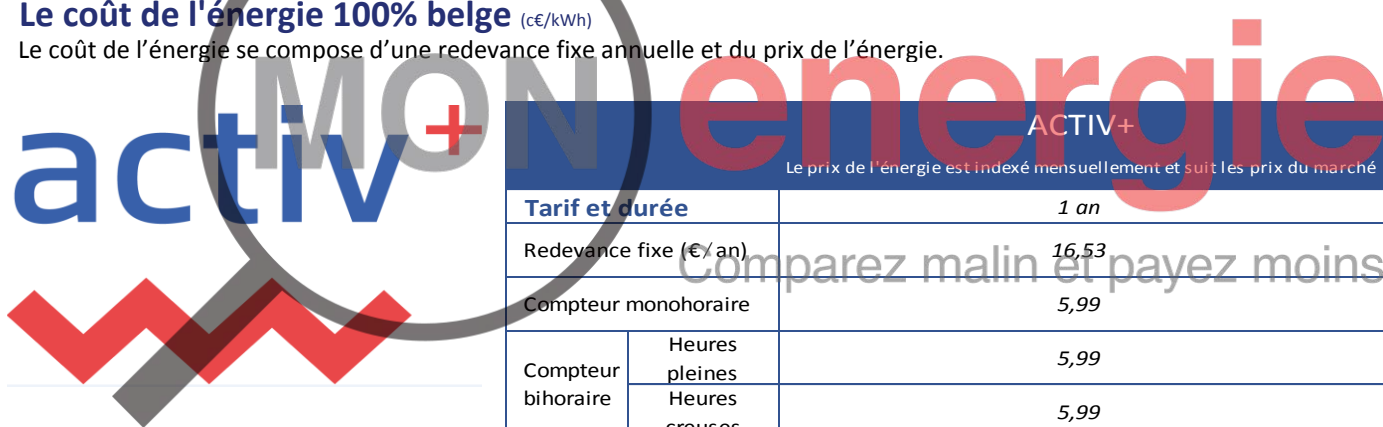 Le coût de l'énergie 100% belge (c€/kWh)
Le coût de l'énergie se compose d'une redevance fixe annuelle et du prix de l'énergie.
MON energie
Comparez malin et payez moins
activ+
ACTIV+
Le prix de l'énergie est indexé mensuellement et suit les prix du marché
Tarif et durée 1 an
Redevance fixe (€/an) 16,53
Compteur monohoraire 5,99
Compteur bihoraire
Heures pleines 5,99
Heures creuses 5,99